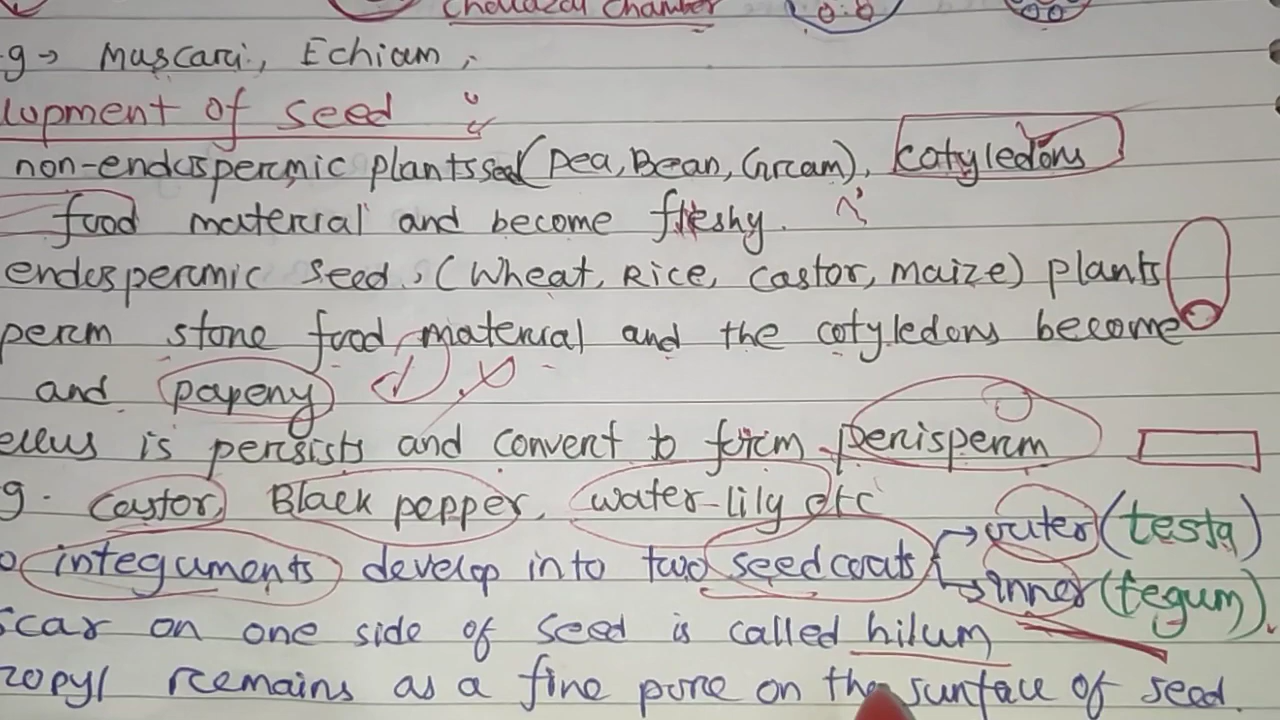 Chalazal Chamber
g → Muscari, Echium,
lopment of seed :
non-endospermic plants seed (Pea, Bean, Gram), cotyledons
food material and become fleshy.
endospermic seed, (Wheat, Rice, Castor, Maize) plants
perm store food material and the cotyledons become
and papery
ellus is persists and convert to form perisperm
g. Castor, Black pepper, water-lily etc
o integuments develop into two seed coats → outer (testa)
→ inner (tegum).
scar on one side of seed is called hilum
ropyl remains as a fine pore on the surface of seed.